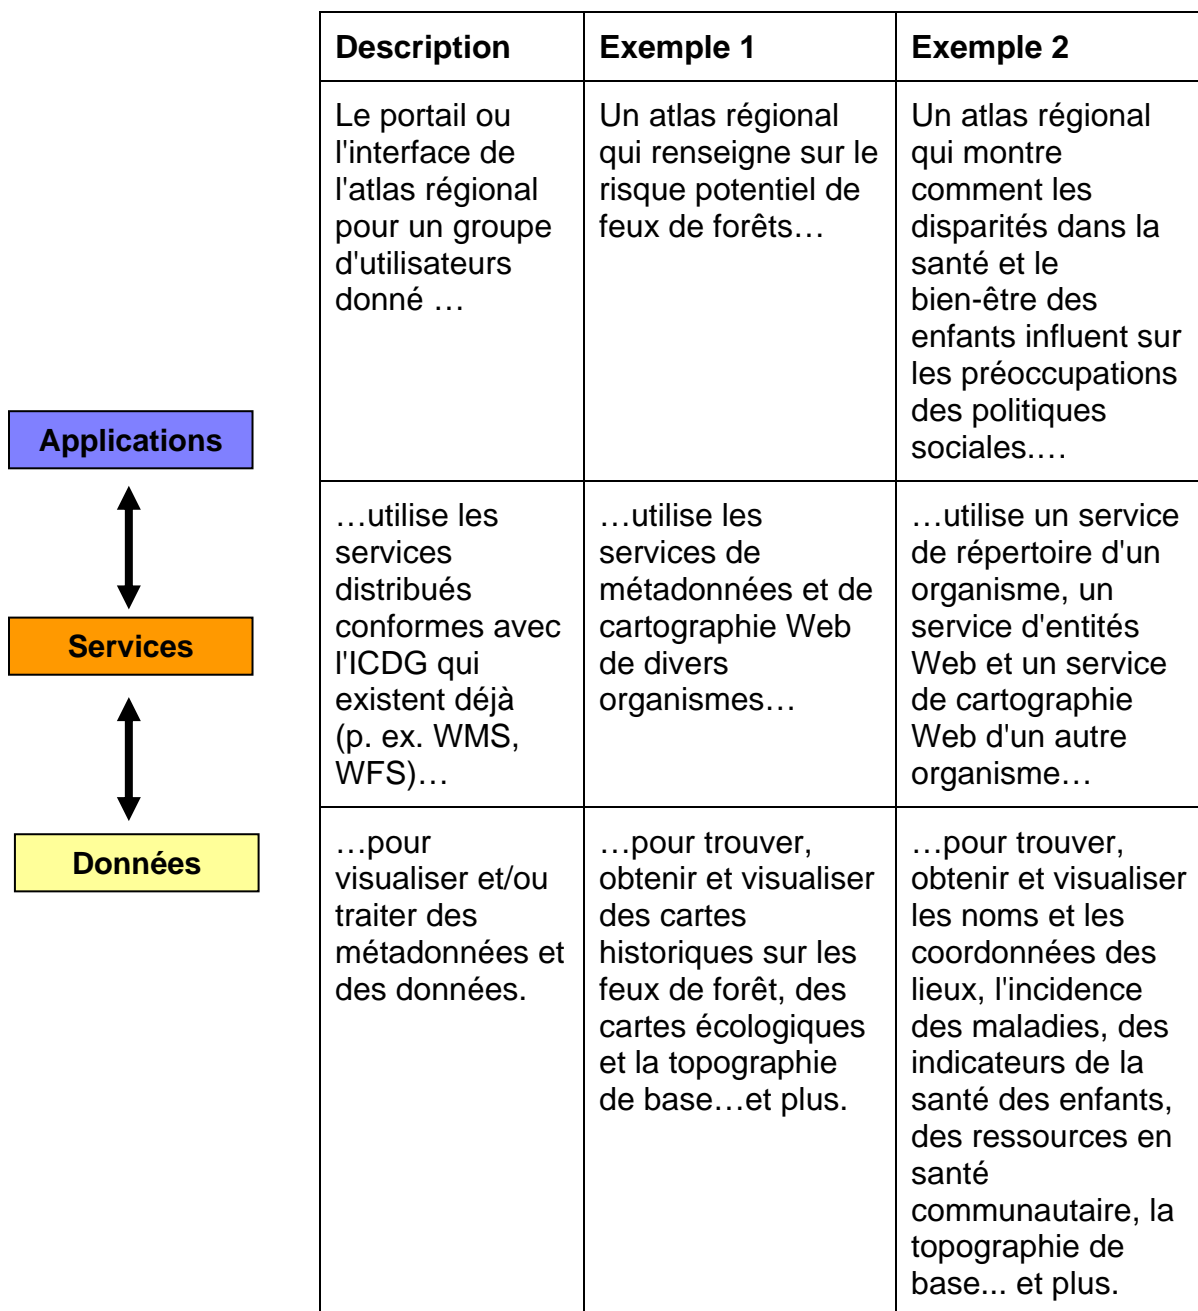 Description
Exemple 1
Exemple 2
Le portail ou
l'interface de
l'atlas régional
pour un groupe
d'utilisateurs
donné …
Un atlas régional
qui renseigne sur le
risque potentiel de
feux de forêts…
Un atlas régional
qui montre
comment les
disparités dans la
santé et le
bien-être des
enfants influent sur
les préoccupations
des politiques
sociales.…
Applications
…utilise les
services
distribués
conformes avec
l'ICDG qui
existent déjà
(p. ex. WMS,
WFS)…
…utilise les
services de
métadonnées et de
cartographie Web
de divers
organismes…
…utilise un service
de répertoire d'un
organisme, un
service d'entités
Web et un service
de cartographie
Web d'un autre
organisme…
Services
…pour
visualiser et/ou
traiter des
métadonnées et
des données.
…pour trouver,
obtenir et visualiser
des cartes
historiques sur les
feux de forêt, des
cartes écologiques
et la topographie
de base…et plus.
…pour trouver,
obtenir et visualiser
les noms et les
coordonnées des
lieux, l'incidence
des maladies, des
indicateurs de la
santé des enfants,
des ressources en
santé
communautaire, la
topographie de
base... et plus.
Données